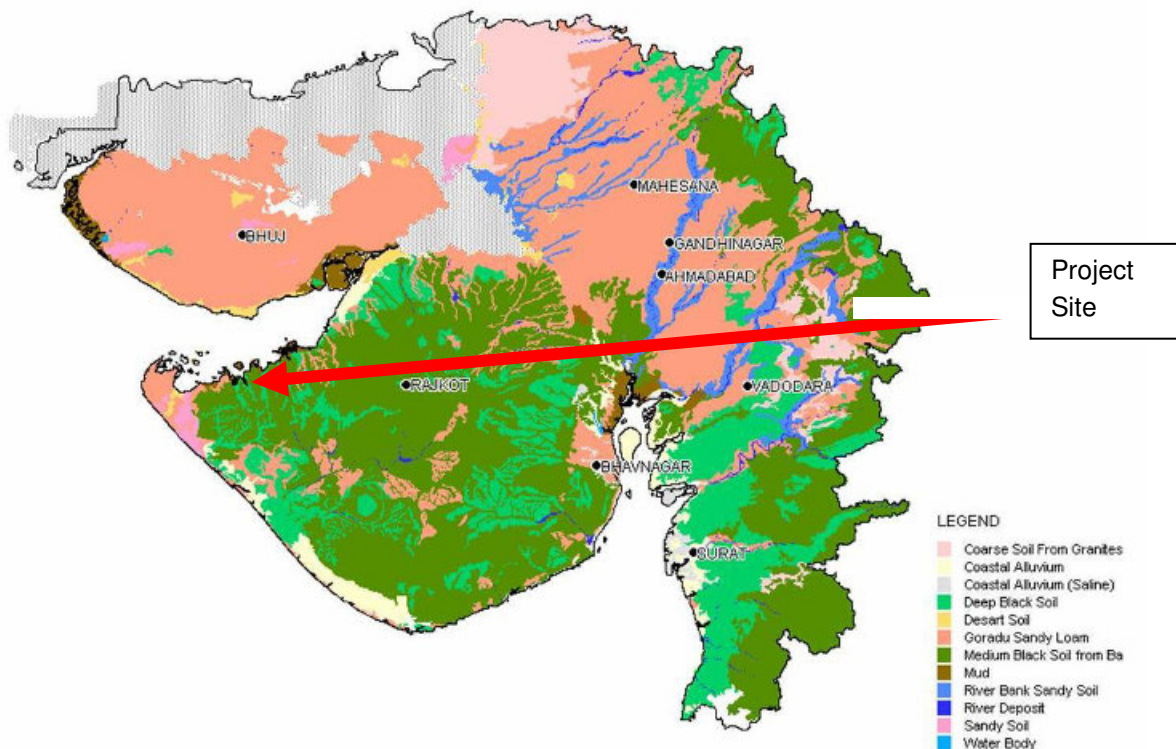 MAHESANA
BHUJ
GANDHINAGAR
AHMADABAD
Project
Site
RAJKOT
VADODARA
BHAVNAGAR
SURAT
LEGEND
Coarse Soil From Granites
Coastal Alluvium
Coastal Alluvium (Saline)
Deep Black Soil
Desart Soil
Goradu Sandy Loam
Medium Black Soil from Ba
Mud
River Bank Sandy Soil
River Deposit
Sandy Soil
Water Body